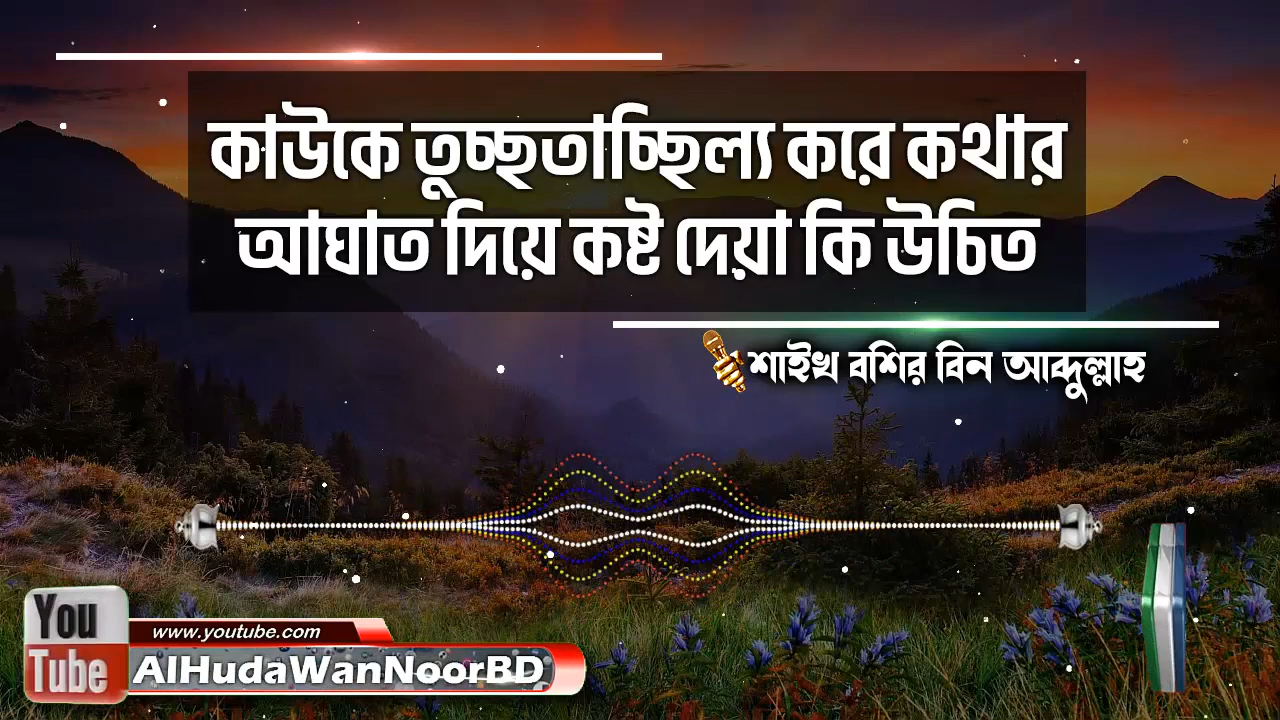 কাউকে তুচ্ছতাচ্ছিল্য করে কথার
আঘাত দিয়ে কষ্ট দেয়া কি উচিত
শাইখ বশির বিন আব্দুল্লাহ
You
Tube
www.youtube.com
AlHudaWanNoorBD